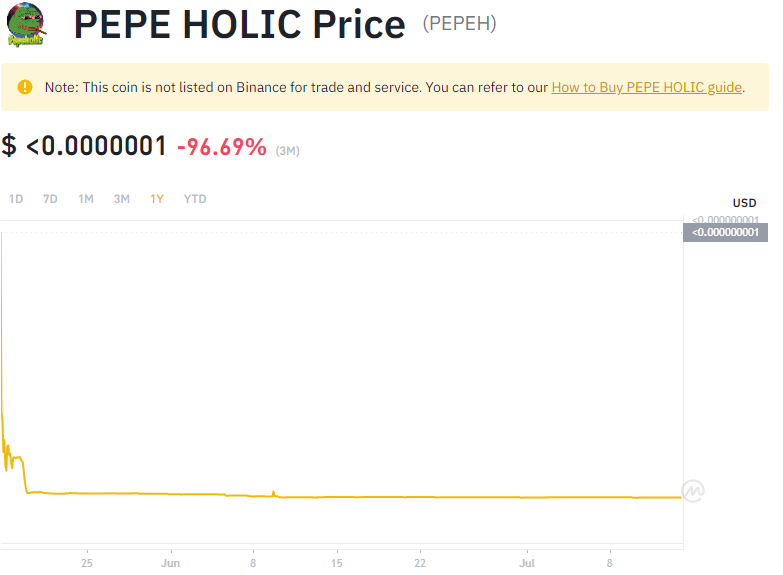 PEPE HOLIC Price (PEPEH)
Pepeholic
Note: This coin is not listed on Binance for trade and service. You can refer to our How to Buy PEPE HOLIC guide.
$ <0.0000001 -96.69% (3M)
1D 7D 1M 3M 1Y YTD
USD
<0.000000001
<0.000000001
25 Jun 8 15 22 Jul 8